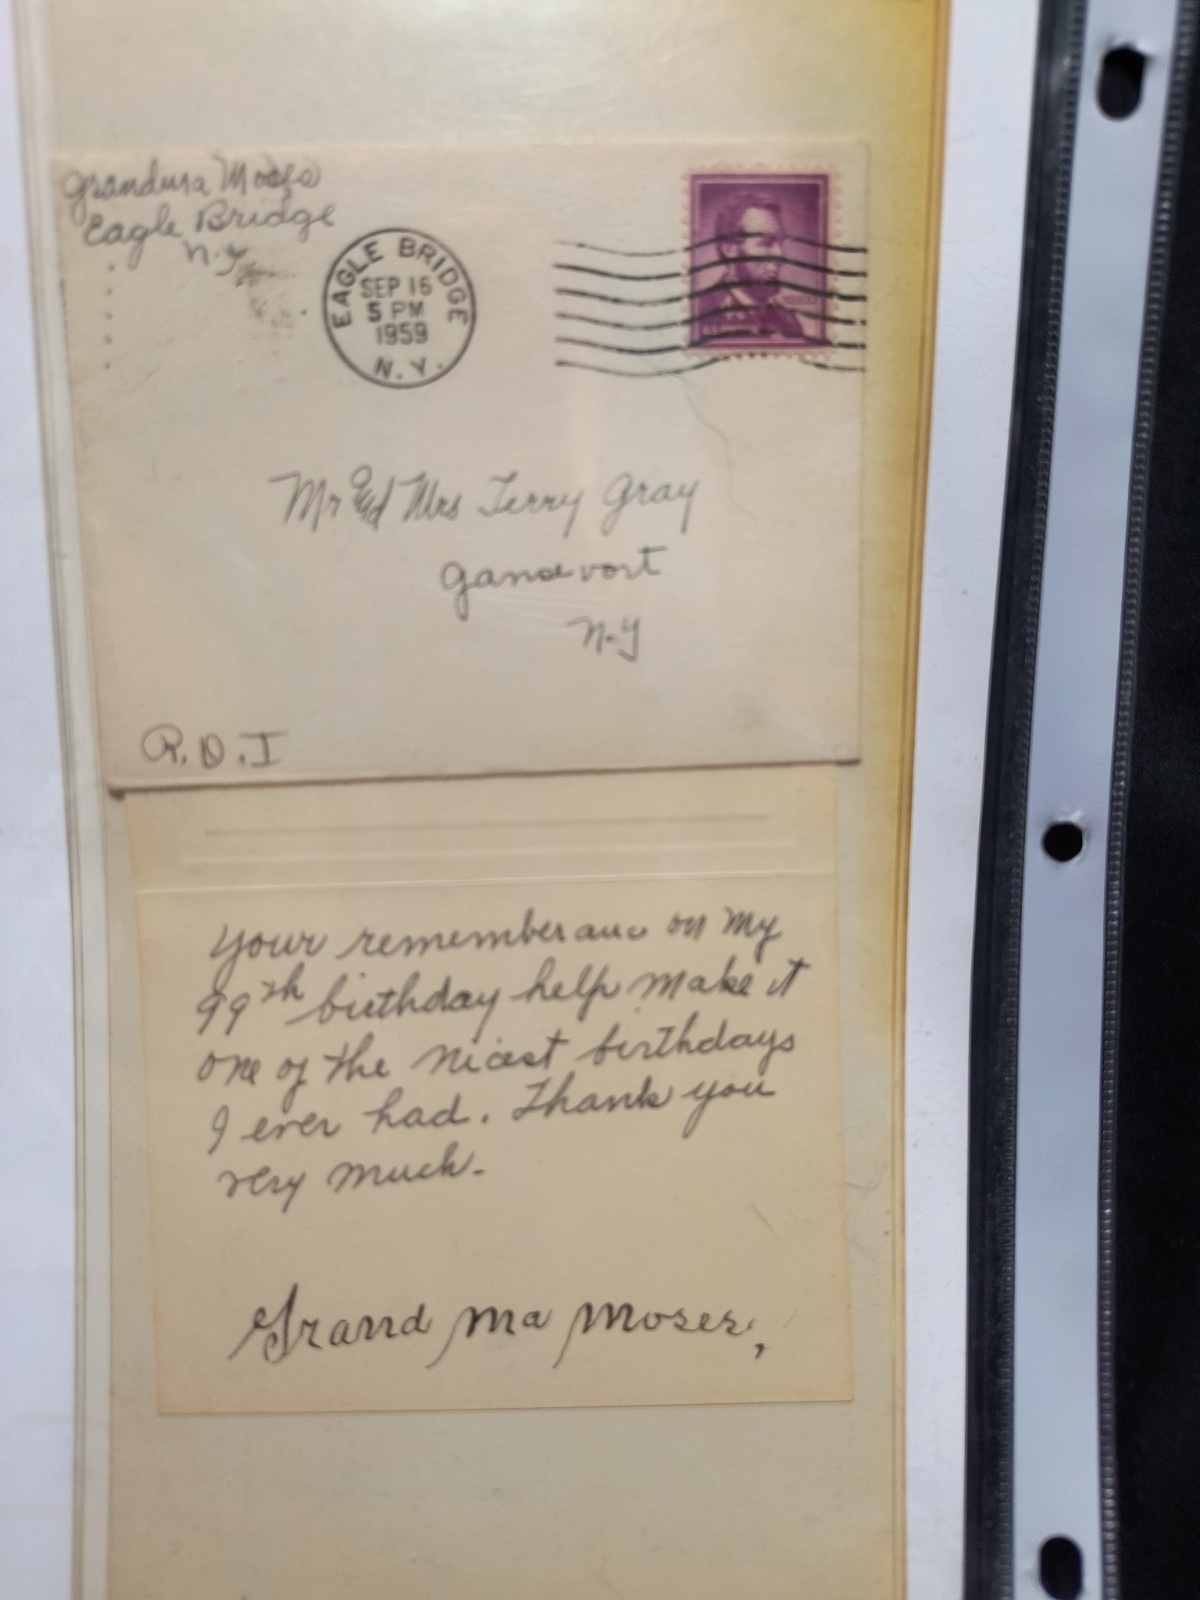 Grandma Moses
Eagle Bridge
N.Y
EAGLE BRIDGE
SEP 16
5 PM
1959
N.Y.
Mr and Mrs Terry Gray
Gansevort
N-Y
R.D.I
Your rememberance on my
99th birthday help make it
one of the nicest birthdays
I ever had. Thank you
very much-
Grand Ma Moses,